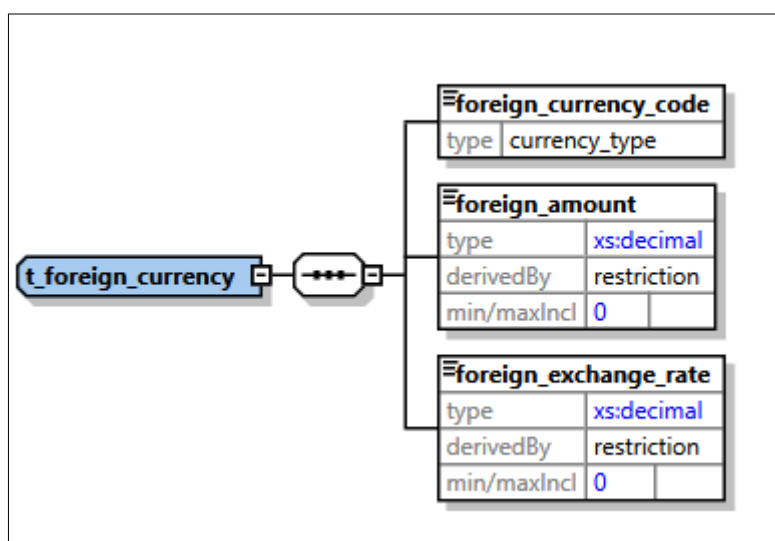 foreign_currency_code
type currency_type
foreign_amount
type xs:decimal
derivedBy restriction
min/maxIncl 0
t_foreign_currency
foreign_exchange_rate
type xs:decimal
derivedBy restriction
min/maxIncl 0